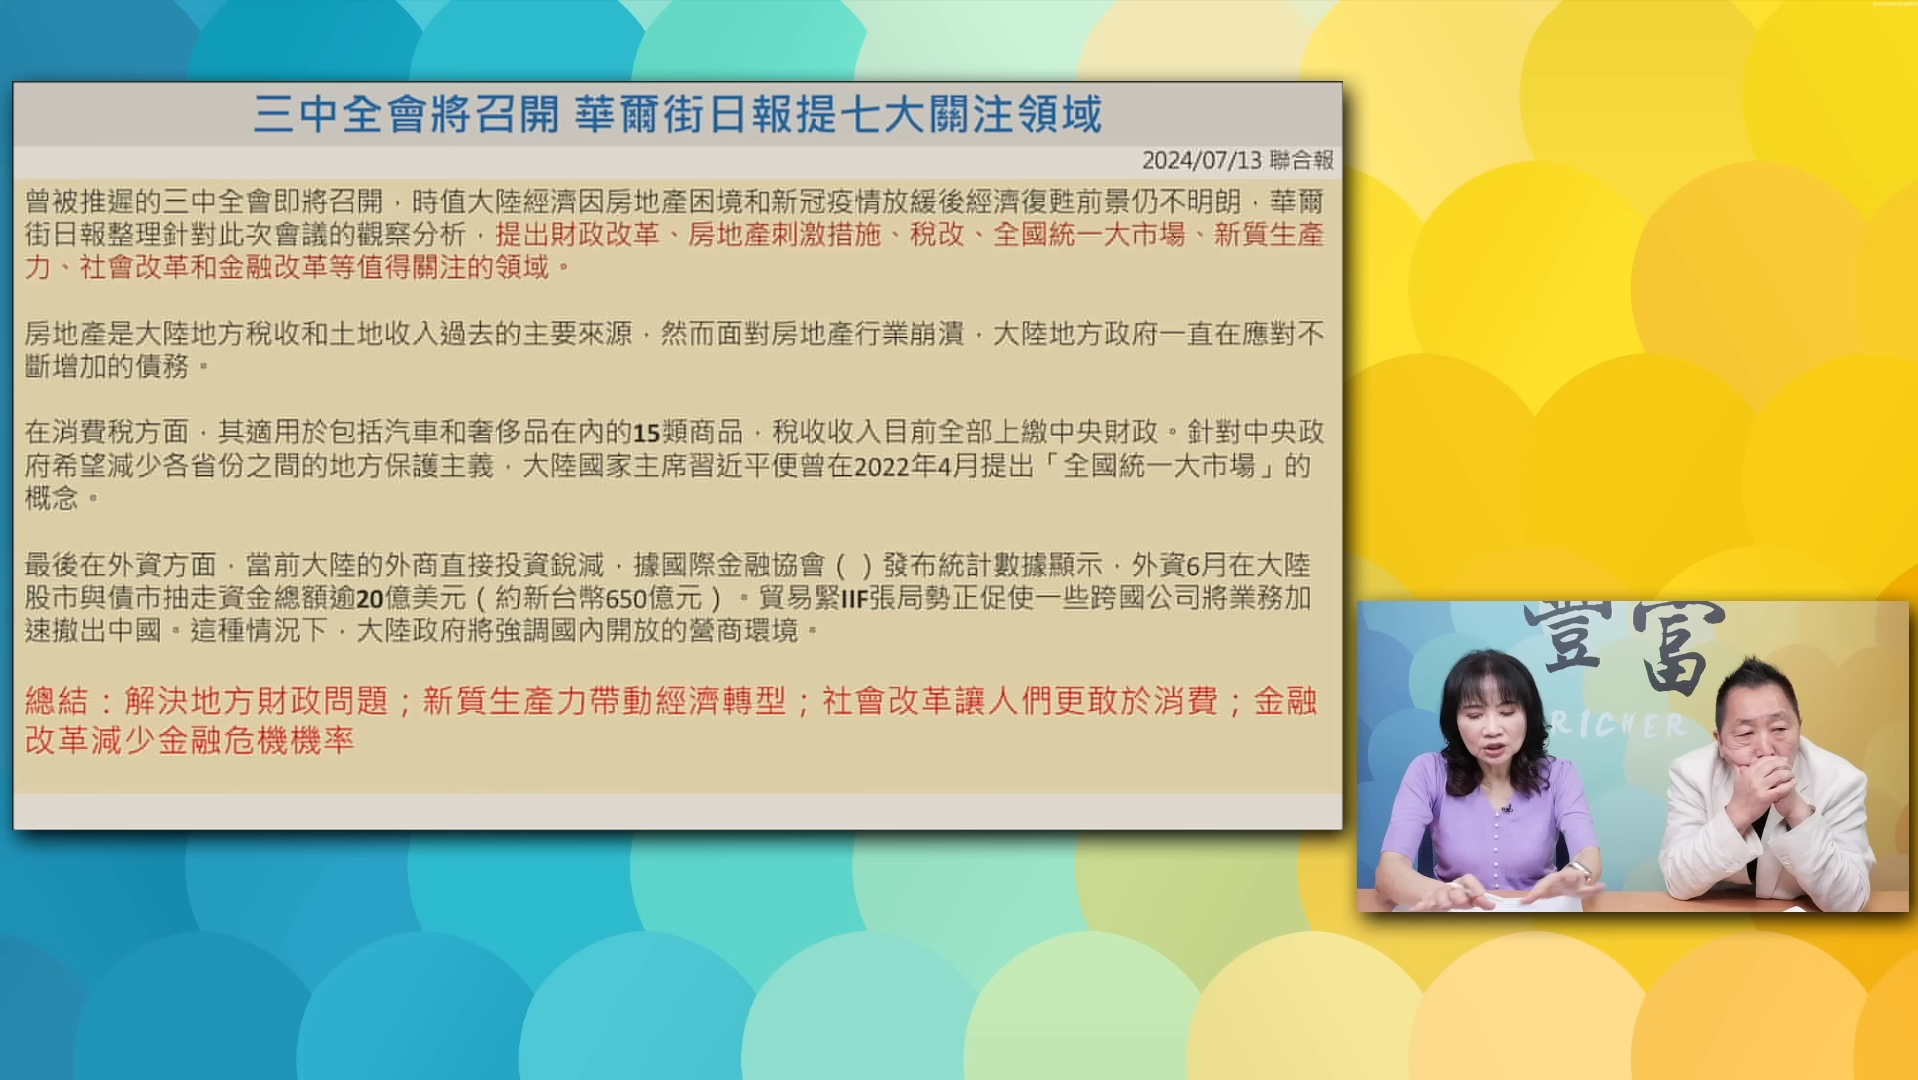 三中全會將召開 華爾街日報提七大關注領域
2024/07/13 聯合報
曾被推遲的三中全會即將召開，時值大陸經濟因房地產困境和新冠疫情放緩後經濟復甦前景仍不明朗，華爾
街日報整理針對此次會議的觀察分析，提出財政改革、房地產刺激措施、稅改、全國統一大市場、新質生產
力、社會改革和金融改革等值得關注的領域。
房地產是大陸地方稅收和土地收入過去的主要來源，然而面對房地產行業崩潰，大陸地方政府一直在應對不
斷增加的債務。
在消費稅方面，其適用於包括汽車和奢侈品在內的15類商品，稅收收入目前全部上繳中央財政。針對中央政
府希望減少各省份之間的地方保護主義，大陸國家主席習近平便曾在2022年4月提出「全國統一大市場」的
概念。
最後在外資方面，當前大陸的外商直接投資銳減，據國際金融協會（ ）發布統計數據顯示，外資6月在大陸
股市與債市抽走資金總額逾20億美元（約新台幣650億元）。貿易緊IIF張局勢正促使一些跨國公司將業務加
速撤出中國。這種情況下，大陸政府將強調國內開放的營商環境。
總結：解決地方財政問題；新質生產力帶動經濟轉型；社會改革讓人們更敢於消費；金融
改革減少金融危機機率
豐富
RICHER